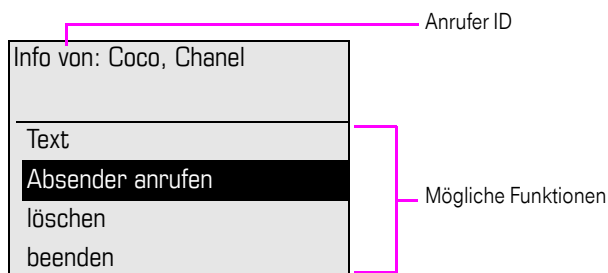 Anrufer ID
Info von: Coco, Chanel
Text
Absender anrufen
löschen
beenden
Mögliche Funktionen